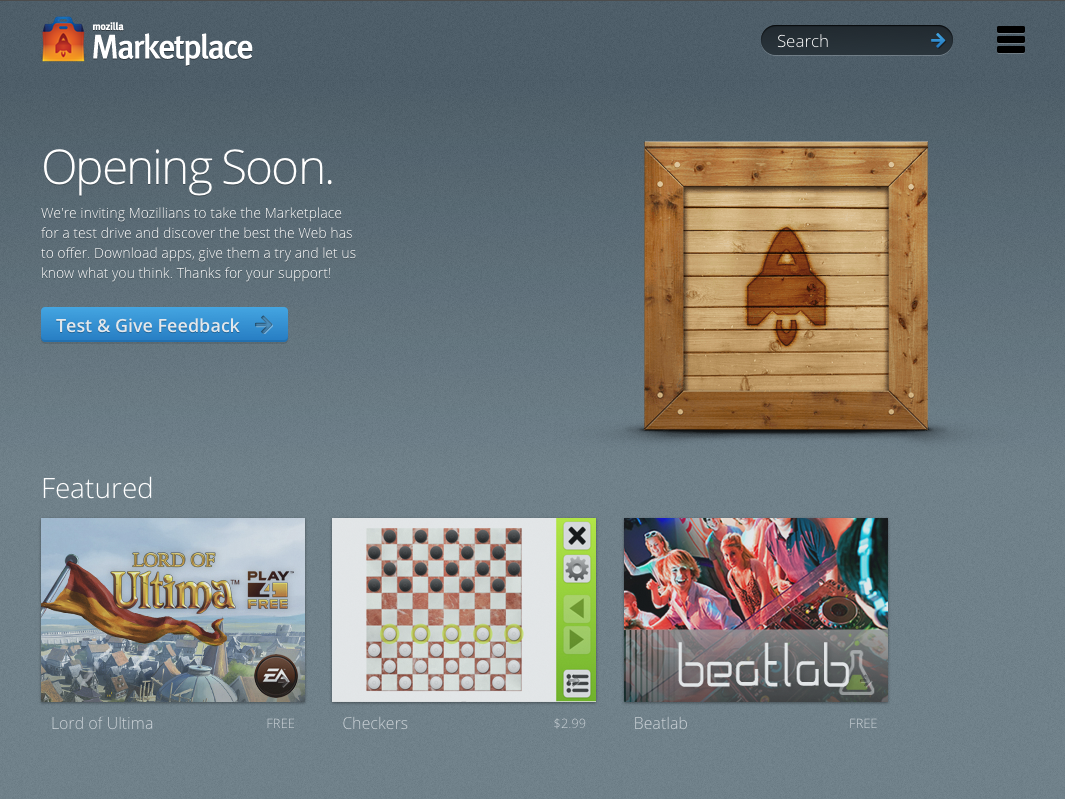 mozilla
Marketplace
Search
Opening Soon.
We're inviting Mozillians to take the Marketplace
for a test drive and discover the best the Web has
to offer. Download apps, give them a try and let us
know what you think. Thanks for your support!
Test & Give Feedback
Featured
LORD OF
Ultima™
PLAY™
4
FREE
EA
beatlab
Lord of Ultima FREE
Checkers $2.99
Beatlab FREE